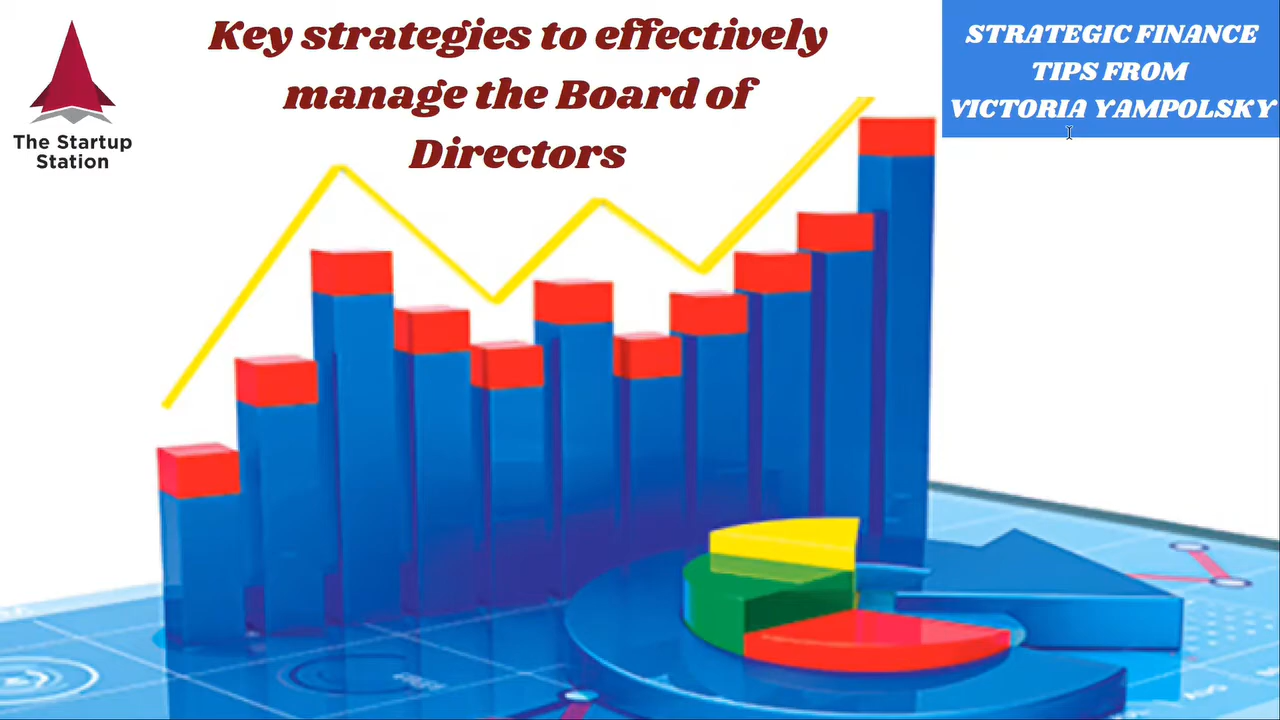 Key strategies to effectively
manage the Board of
Directors
STRATEGIC FINANCE
TIPS FROM
VICTORIA YAMPOLSKY
The Startup
Station